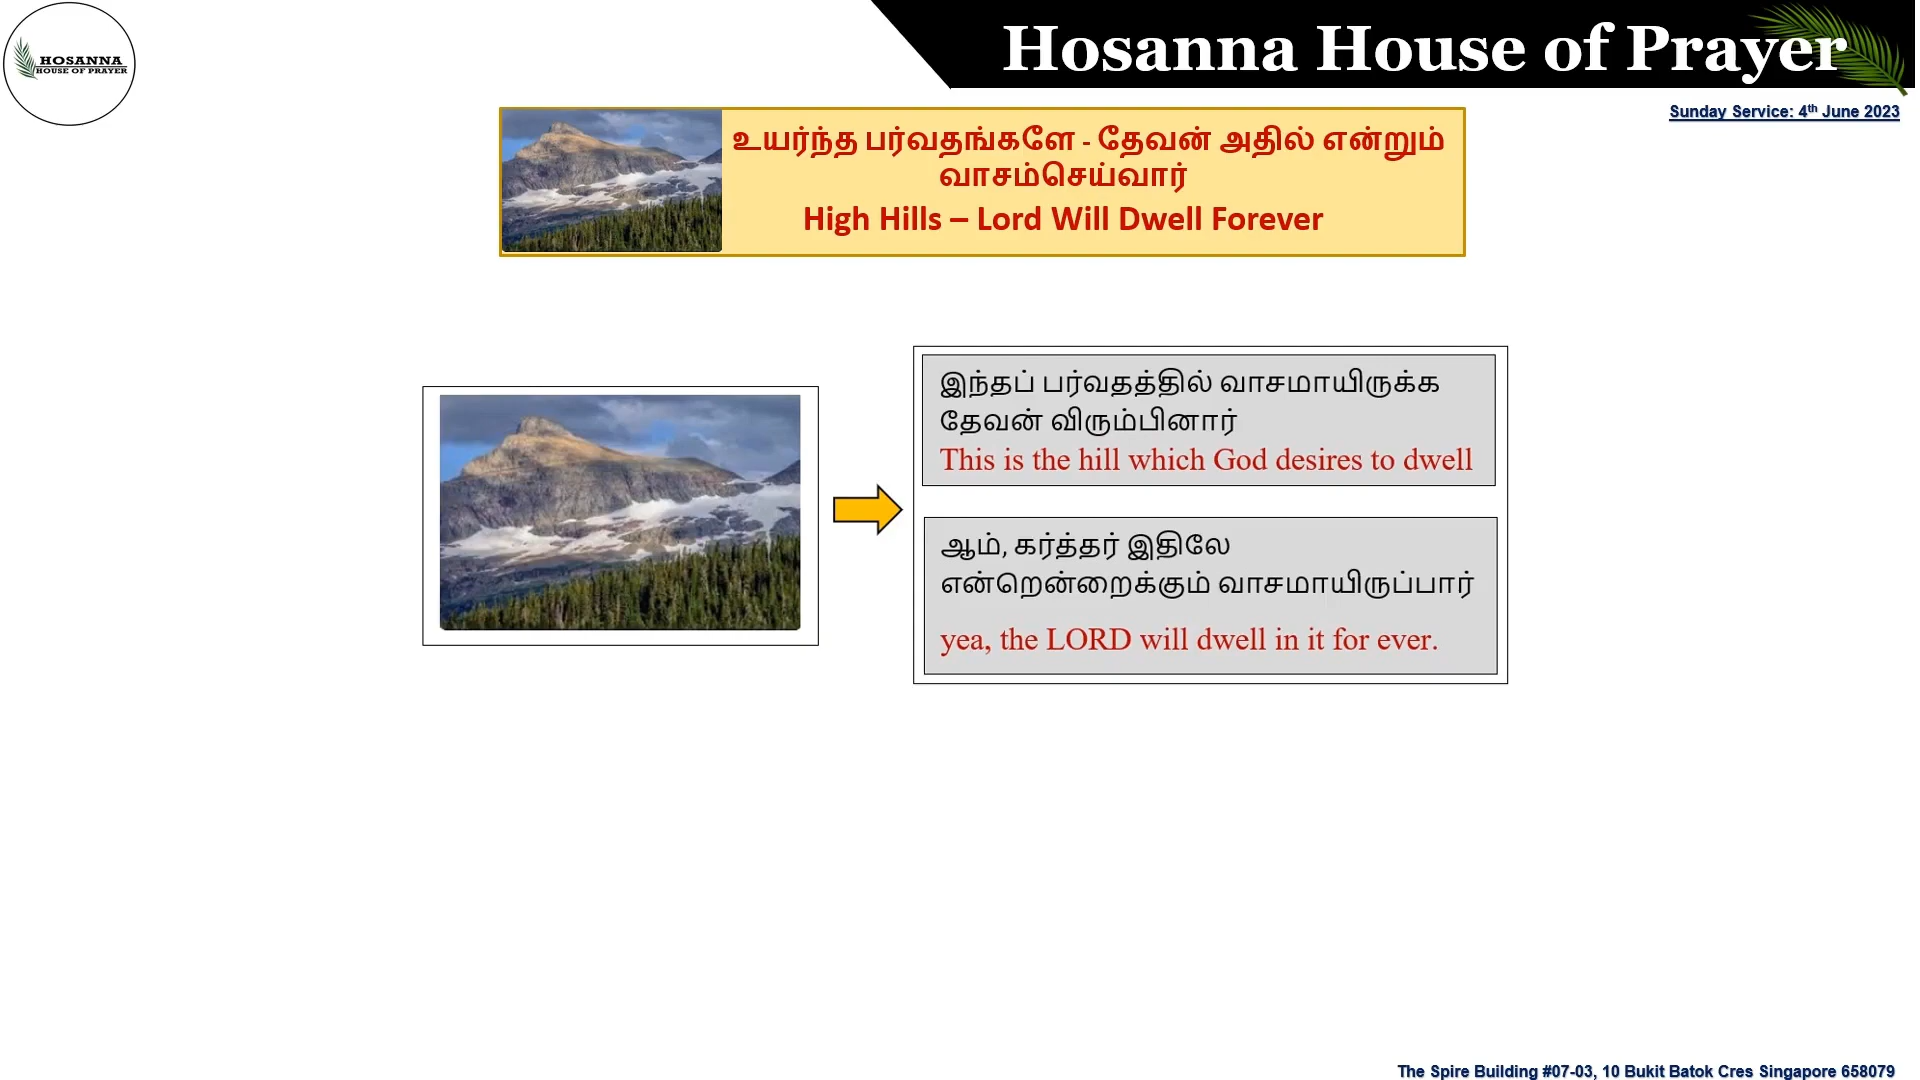 HOSANNA
HOUSE OF PRAYER
Hosanna House of Prayer
Sunday Service: 4th June 2023
உயர்ந்த பர்வதங்களே - தேவன் அதில் என்றும்
வாசம்செய்வார்
High Hills – Lord Will Dwell Forever
இந்தப் பர்வதத்தில் வாசமாயிருக்க
தேவன் விரும்பினார்
This is the hill which God desires to dwell
ஆம், கர்த்தர் இதிலே
என்றென்றைக்கும் வாசமாயிருப்பார்
yea, the LORD will dwell in it for ever.
The Spire Building #07-03, 10 Bukit Batok Cres Singapore 658079